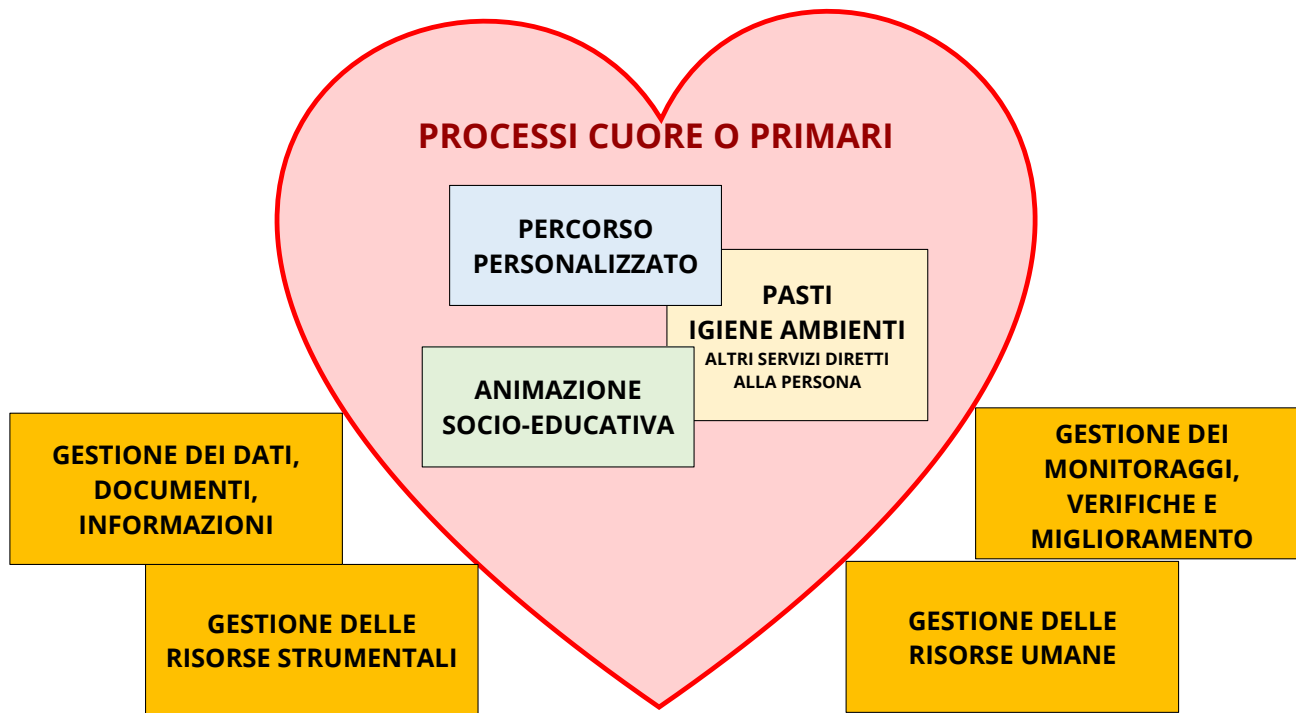 PROCESSI CUORE O PRIMARI
PERCORSO
PERSONALIZZATO
PASTI
IGIENE AMBIENTI
ALTRI SERVIZI DIRETTI
ALLA PERSONA
ANIMAZIONE
SOCIO-EDUCATIVA
GESTIONE DEI DATI,
DOCUMENTI,
INFORMAZIONI
GESTIONE DELLE
RISORSE STRUMENTALI
GESTIONE DEI
MONITORAGGI,
VERIFICHE E
MIGLIORAMENTO
GESTIONE DELLE
RISORSE UMANE